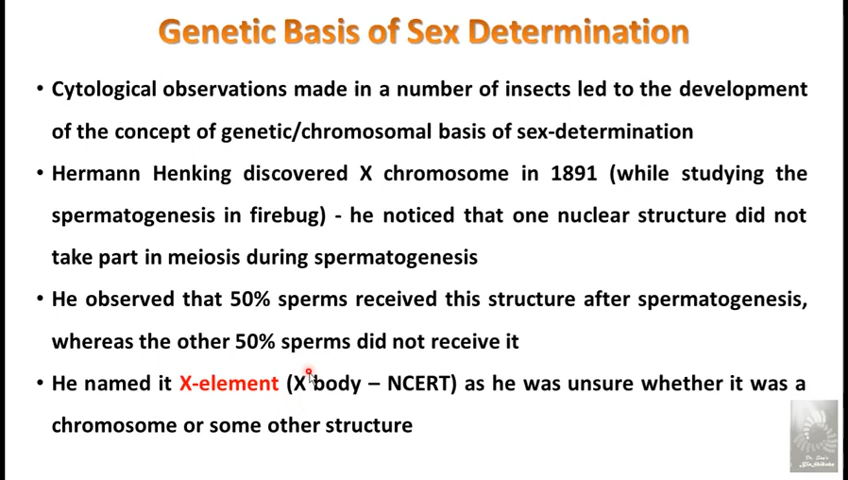 Genetic Basis of Sex Determination
• Cytological observations made in a number of insects led to the development
of the concept of genetic/chromosomal basis of sex-determination
• Hermann Henking discovered X chromosome in 1891 (while studying the
spermatogenesis in firebug) - he noticed that one nuclear structure did not
take part in meiosis during spermatogenesis
• He observed that 50% sperms received this structure after spermatogenesis,
whereas the other 50% sperms did not receive it
• He named it X-element (X body – NCERT) as he was unsure whether it was a
chromosome or some other structure